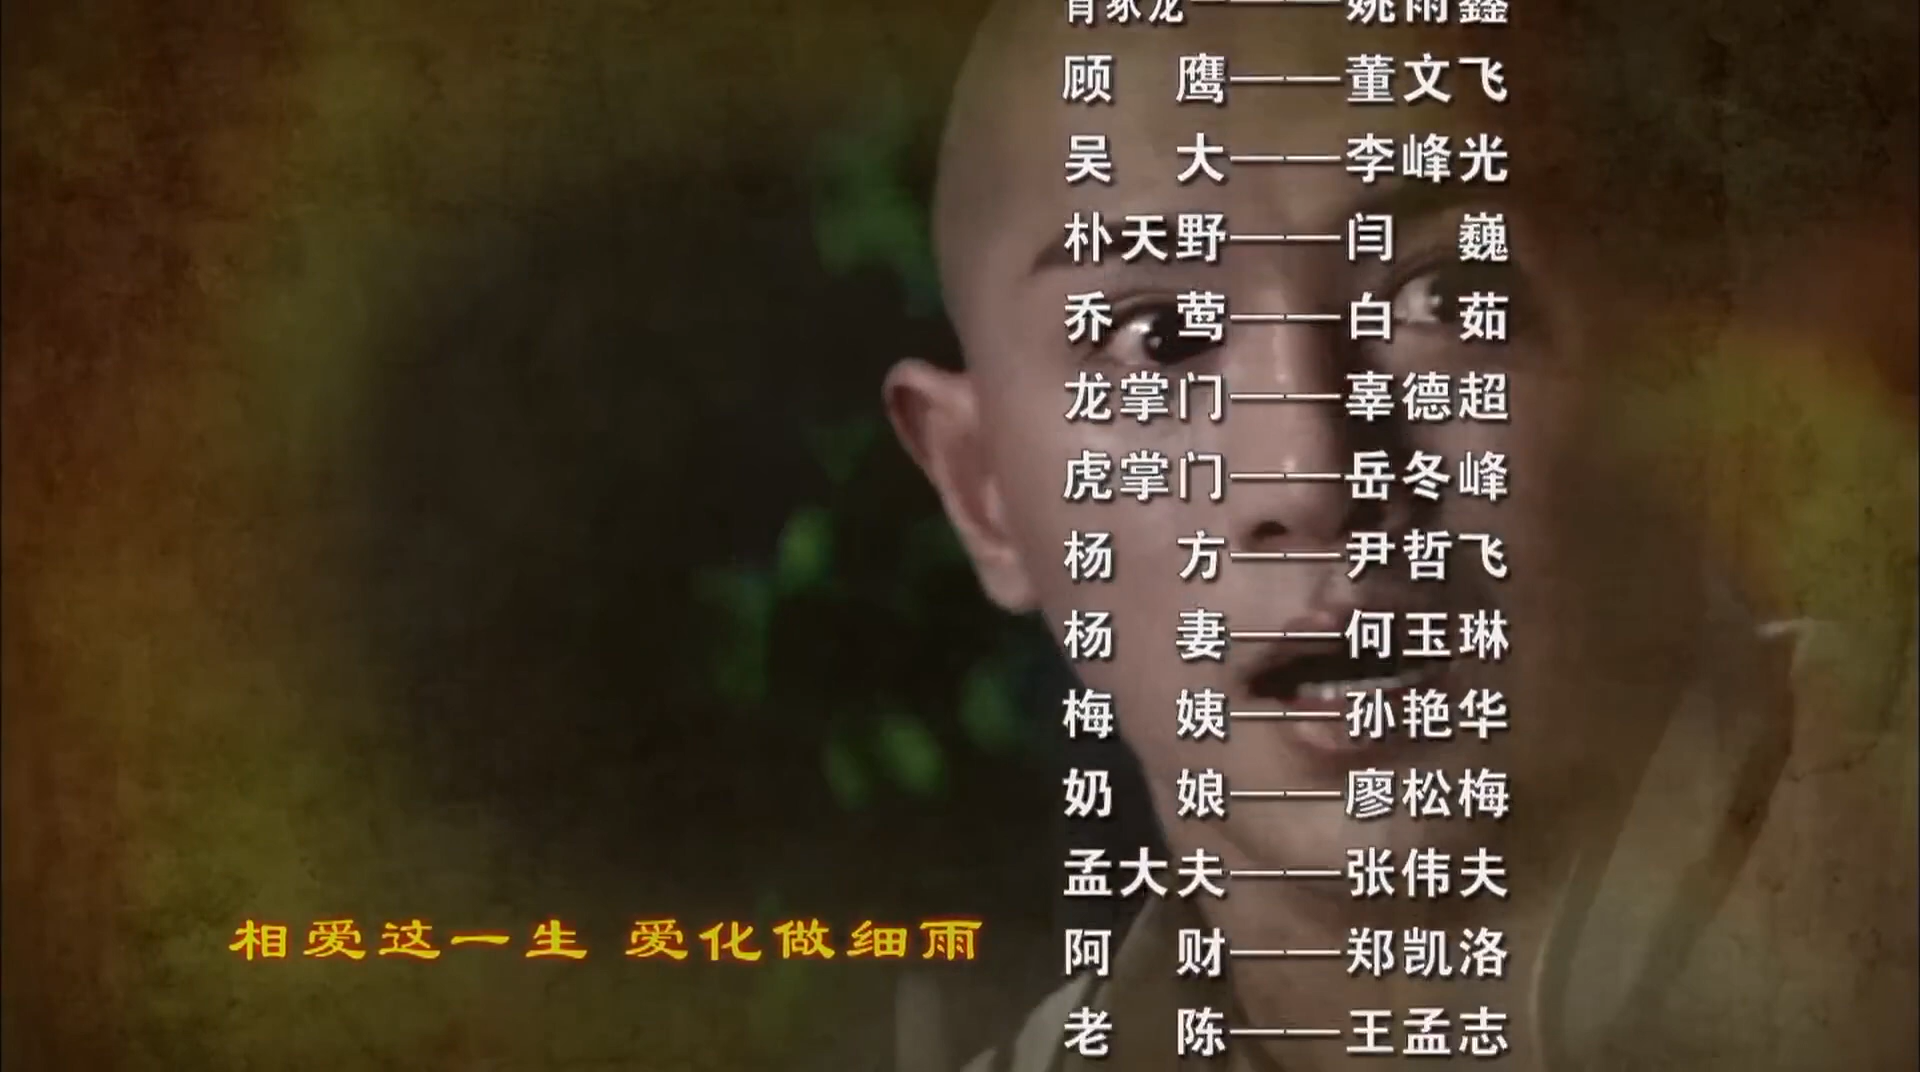 顾 鹰——董文飞
吴 大——李峰光
朴天野——闫 巍
乔 莺——白 茹
龙掌门——辜德超
虎掌门——岳冬峰
杨 方——尹哲飞
杨 妻——何玉琳
梅 姨——孙艳华
奶 娘——廖松梅
孟大夫——张伟夫
阿 财——郑凯洛
老 陈——王孟志
相爱这一生 爱化做细雨